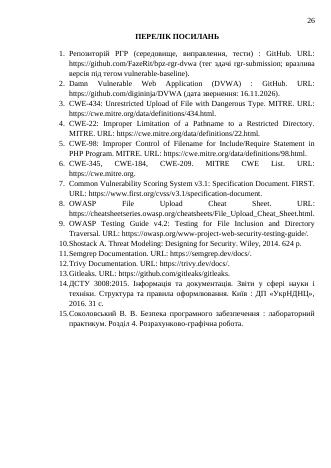 26
ПЕРЕЛІК ПОСИЛАНЬ
1. Репозиторій РГР (середовище, виправлення, тести) : GitHub. URL:
https://github.com/FazeRit/bpz-rgr-dvwa (тег здачі rgr-submission; вразлива
версія під тегом vulnerable-baseline).
2. Damn Vulnerable Web Application (DVWA) : GitHub. URL:
https://github.com/digininja/DVWA (дата звернення: 16.11.2026).
3. CWE-434: Unrestricted Upload of File with Dangerous Type. MITRE. URL:
https://cwe.mitre.org/data/definitions/434.html.
4. CWE-22: Improper Limitation of a Pathname to a Restricted Directory.
MITRE. URL: https://cwe.mitre.org/data/definitions/22.html.
5. CWE-98: Improper Control of Filename for Include/Require Statement in
PHP Program. MITRE. URL: https://cwe.mitre.org/data/definitions/98.html.
6. CWE-345, CWE-184, CWE-209. MITRE CWE List. URL:
https://cwe.mitre.org.
7. Common Vulnerability Scoring System v3.1: Specification Document. FIRST.
URL: https://www.first.org/cvss/v3.1/specification-document.
8. OWASP File Upload Cheat Sheet. URL:
https://cheatsheetseries.owasp.org/cheatsheets/File_Upload_Cheat_Sheet.html.
9. OWASP Testing Guide v4.2: Testing for File Inclusion and Directory
Traversal. URL: https://owasp.org/www-project-web-security-testing-guide/.
10. Shostack A. Threat Modeling: Designing for Security. Wiley, 2014. 624 p.
11. Semgrep Documentation. URL: https://semgrep.dev/docs/.
12. Trivy Documentation. URL: https://trivy.dev/docs/.
13. Gitleaks. URL: https://github.com/gitleaks/gitleaks.
14. ДСТУ 3008:2015. Інформація та документація. Звіти у сфері науки і
техніки. Структура та правила оформлювання. Київ : ДП «УкрНДНЦ»,
2016. 31 с.
15. Соколовський В. В. Безпека програмного забезпечення : лабораторний
практикум. Розділ 4. Розрахунково-графічна робота.